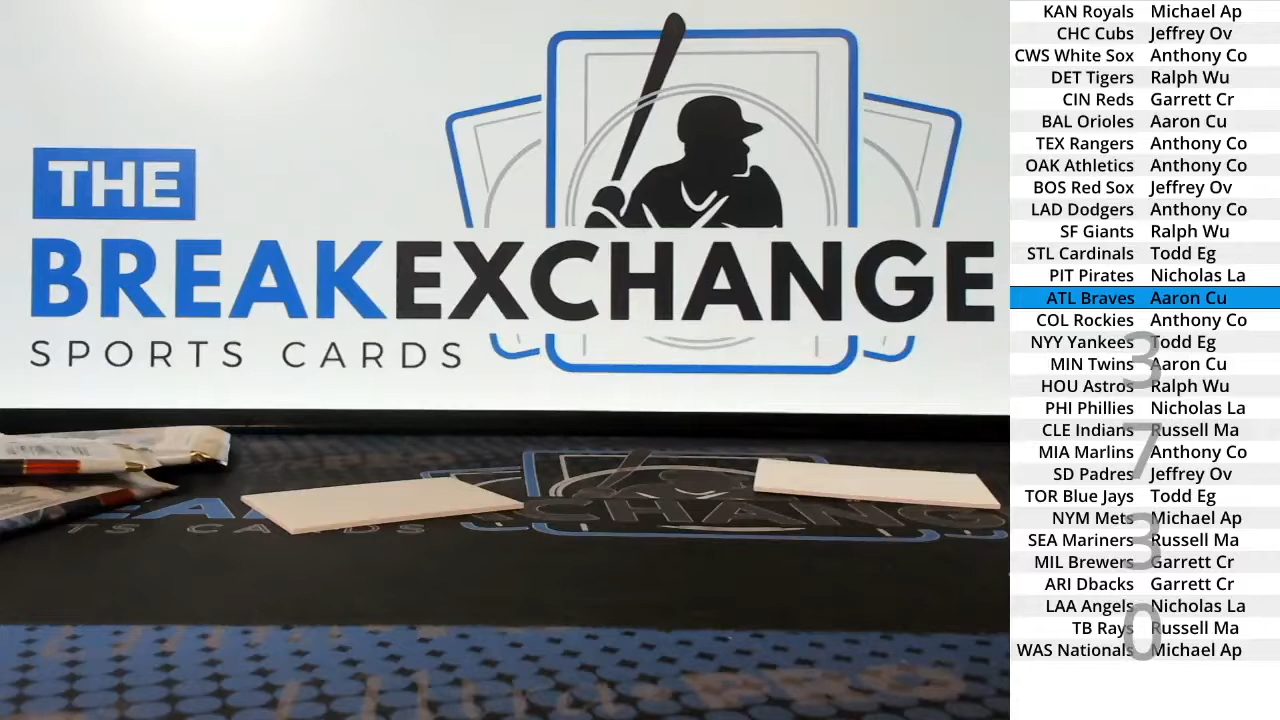 THE
BREAKEXCHANGE
SPORTS CARDS
KAN Royals Michael Ap
CHC Cubs Jeffrey Ov
CWS White Sox Anthony Co
DET Tigers Ralph Wu
CIN Reds Garrett Cr
BAL Orioles Aaron Cu
TEX Rangers Anthony Co
OAK Athletics Anthony Co
BOS Red Sox Jeffrey Ov
LAD Dodgers Anthony Co
SF Giants Ralph Wu
STL Cardinals Todd Eg
PIT Pirates Nicholas La
ATL Braves Aaron Cu
COL Rockies Anthony Co
NYY Yankees Todd Eg
MIN Twins Aaron Cu
HOU Astros Ralph Wu
PHI Phillies Nicholas La
CLE Indians Russell Ma
MIA Marlins Anthony Co
SD Padres Jeffrey Ov
TOR Blue Jays Todd Eg
NYM Mets Michael Ap
SEA Mariners Russell Ma
MIL Brewers Garrett Cr
ARI Dbacks Garrett Cr
LAA Angels Nicholas La
TB Rays Russell Ma
WAS Nationals Michael Ap
3
7
3
0